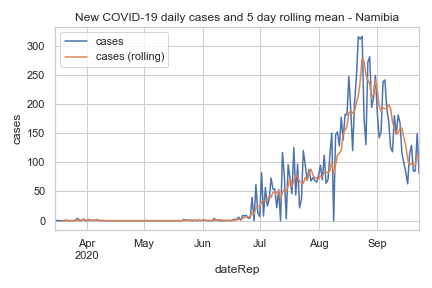 New COVID-19 daily cases and 5 day rolling mean - Namibia
cases
cases (rolling)
300
250
200
150
100
50
0
cases
Apr
2020
May
Jun
Jul
Aug
Sep
dateRep